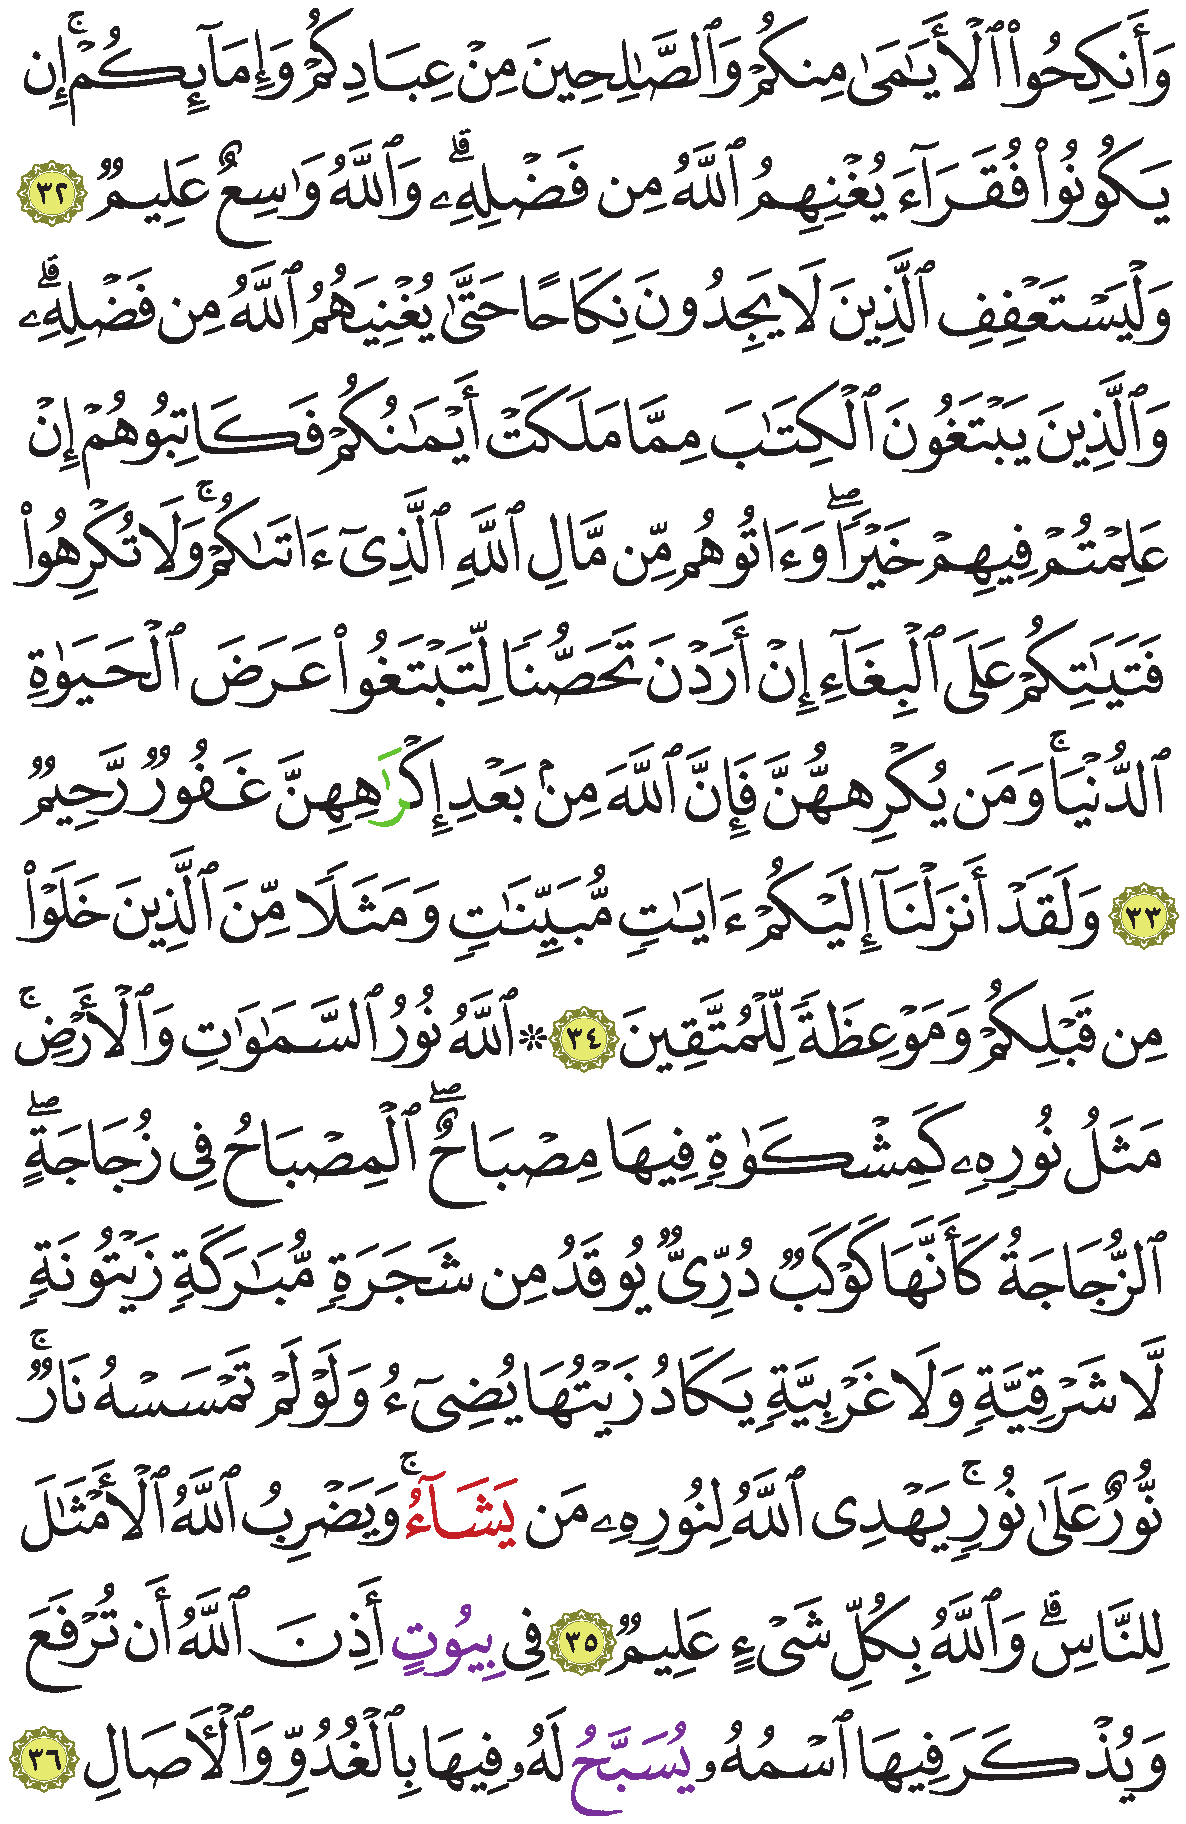 وَأَنكِحُوا۟ ٱلْأَيَـٰمَىٰ مِنكُمْ وَٱلصَّـٰلِحِينَ مِنْ عِبَادِكُمْ وَإِمَآئِكُمْ ۚ إِن
يَكُونُوا۟ فُقَرَآءَ يُغْنِهِمُ ٱللَّهُ مِن فَضْلِهِۦ ۗ وَٱللَّهُ وَٰسِعٌ عَلِيمٌ ٣٢
وَلْيَسْتَعْفِفِ ٱلَّذِينَ لَا يَجِدُونَ نِكَاحًا حَتَّىٰ يُغْنِيَهُمُ ٱللَّهُ مِن فَضْلِهِۦ ۗ
وَٱلَّذِينَ يَبْتَغُونَ ٱلْكِتَـٰبَ مِمَّا مَلَكَتْ أَيْمَـٰنُكُمْ فَكَاتِبُوهُمْ إِنْ
عَلِمْتُمْ فِيهِمْ خَيْرًا ۖ وَءَاتُوهُم مِّن مَّالِ ٱللَّهِ ٱلَّذِىٓ ءَاتَىٰكُمْ ۚ وَلَا تُكْرِهُوا۟
فَتَيَـٰتِكُمْ عَلَى ٱلْبِغَآءِ إِنْ أَرَدْنَ تَحَصُّنًا لِّتَبْتَغُوا۟ عَرَضَ ٱلْحَيَوٰةِ
ٱلدُّنْيَا ۚ وَمَن يُكْرِههُّنَّ فَإِنَّ ٱللَّهَ مِنۢ بَعْدِ إِكْرَٰهِهِنَّ غَفُورٌ رَّحِيمٌ
٣٣ وَلَقَدْ أَنزَلْنَآ إِلَيْكُمْ ءَايَـٰتٍ مُّبَيِّنَـٰتٍ وَمَثَلًا مِّنَ ٱلَّذِينَ خَلَوْا۟
مِن قَبْلِكُمْ وَمَوْعِظَةً لِّلْمُتَّقِينَ ٣٤ ۞ ٱللَّهُ نُورُ ٱلسَّمَـٰوَٰتِ وَٱلْأَرْضِ ۚ
مَثَلُ نُورِهِۦ كَمِشْكَوٰةٍ فِيهَا مِصْبَاحٌ ۖ ٱلْمِصْبَاحُ فِى زُجَاجَةٍ ۖ
ٱلزُّجَاجَةُ كَأَنَّهَا كَوْكَبٌ دُرِّىٌّ يُوقَدُ مِن شَجَرَةٍ مُّبَـٰرَكَةٍ زَيْتُونَةٍ
لَّا شَرْقِيَّةٍ وَلَا غَرْبِيَّةٍ يَكَادُ زَيْتُهَا يُضِىٓءُ وَلَوْ لَمْ تَمْسَسْهُ نَارٌ ۚ
نُّورٌ عَلَىٰ نُورٍ ۗ يَهْدِى ٱللَّهُ لِنُورِهِۦ مَن يَشَآءُ ۚ وَيَضْرِبُ ٱللَّهُ ٱلْأَمْثَـٰلَ
لِلنَّاسِ ۗ وَٱللَّهُ بِكُلِّ شَىْءٍ عَلِيمٌ ٣٥ فِى بِيُوتٍ أَذِنَ ٱللَّهُ أَن تُرْفَعَ
وَيُذْكَرَ فِيهَا ٱسْمُهُۥ يُسَبَّحُ لَهُۥ فِيهَا بِٱلْغُدُوِّ وَٱلْـَٔاصَالِ ٣٦